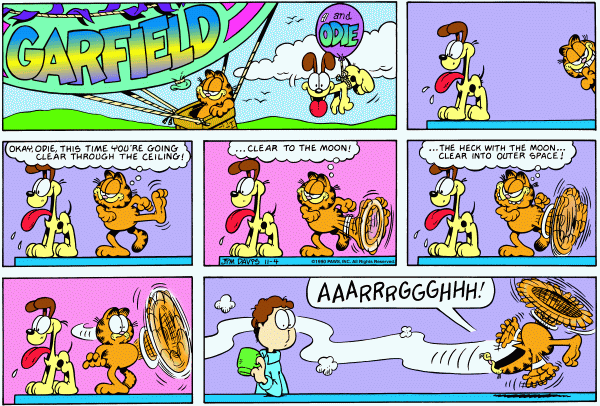 GARFIELD
and
ODIE
OKAY, ODIE, THIS TIME YOU'RE GOING
CLEAR THROUGH THE CEILING!
...CLEAR TO THE MOON!
JIM DAVIS 11-4
©1990 PAWS, INC. All Rights Reserved.
...THE HECK WITH THE MOON...
CLEAR INTO OUTER SPACE!
AAARRRGGGHHH!